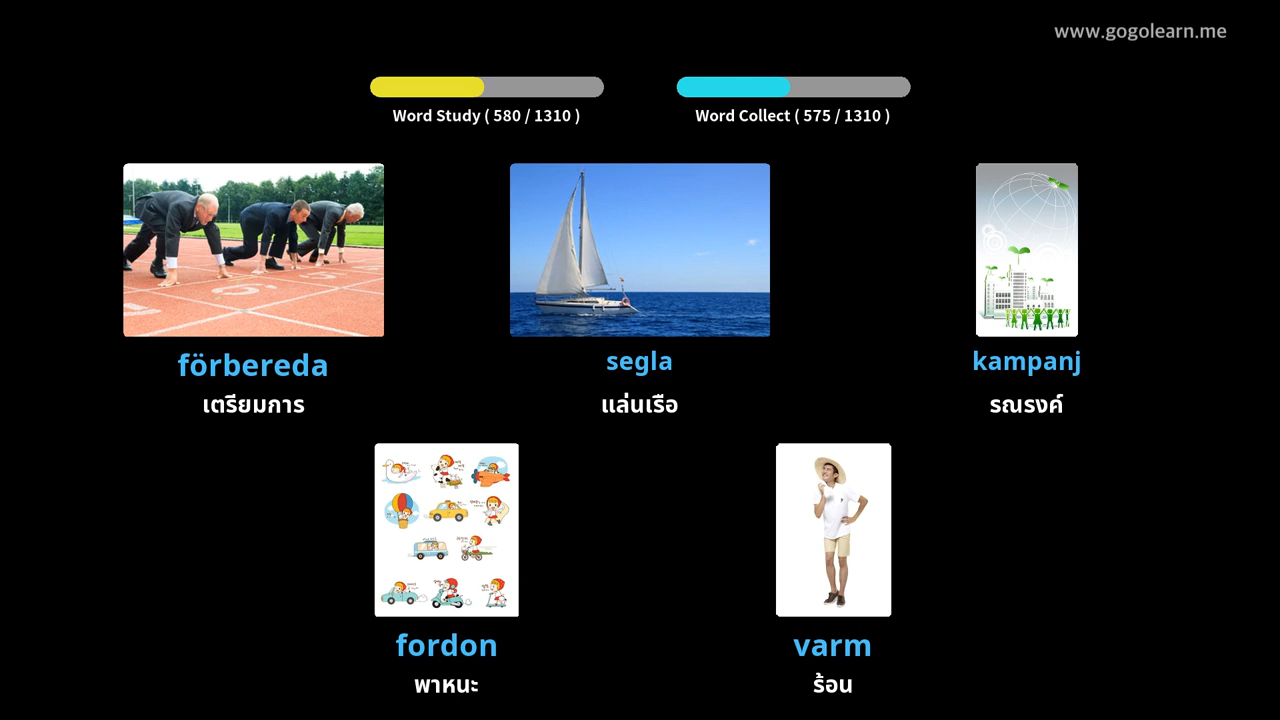 www.gogolearn.me
Word Study ( 580 / 1310 )
Word Collect ( 575 / 1310 )
förbereda
segla
kampanj
เตรียมการ
แล่นเรือ
รณรงค์
fordon
varm
พาหนะ
ร้อน